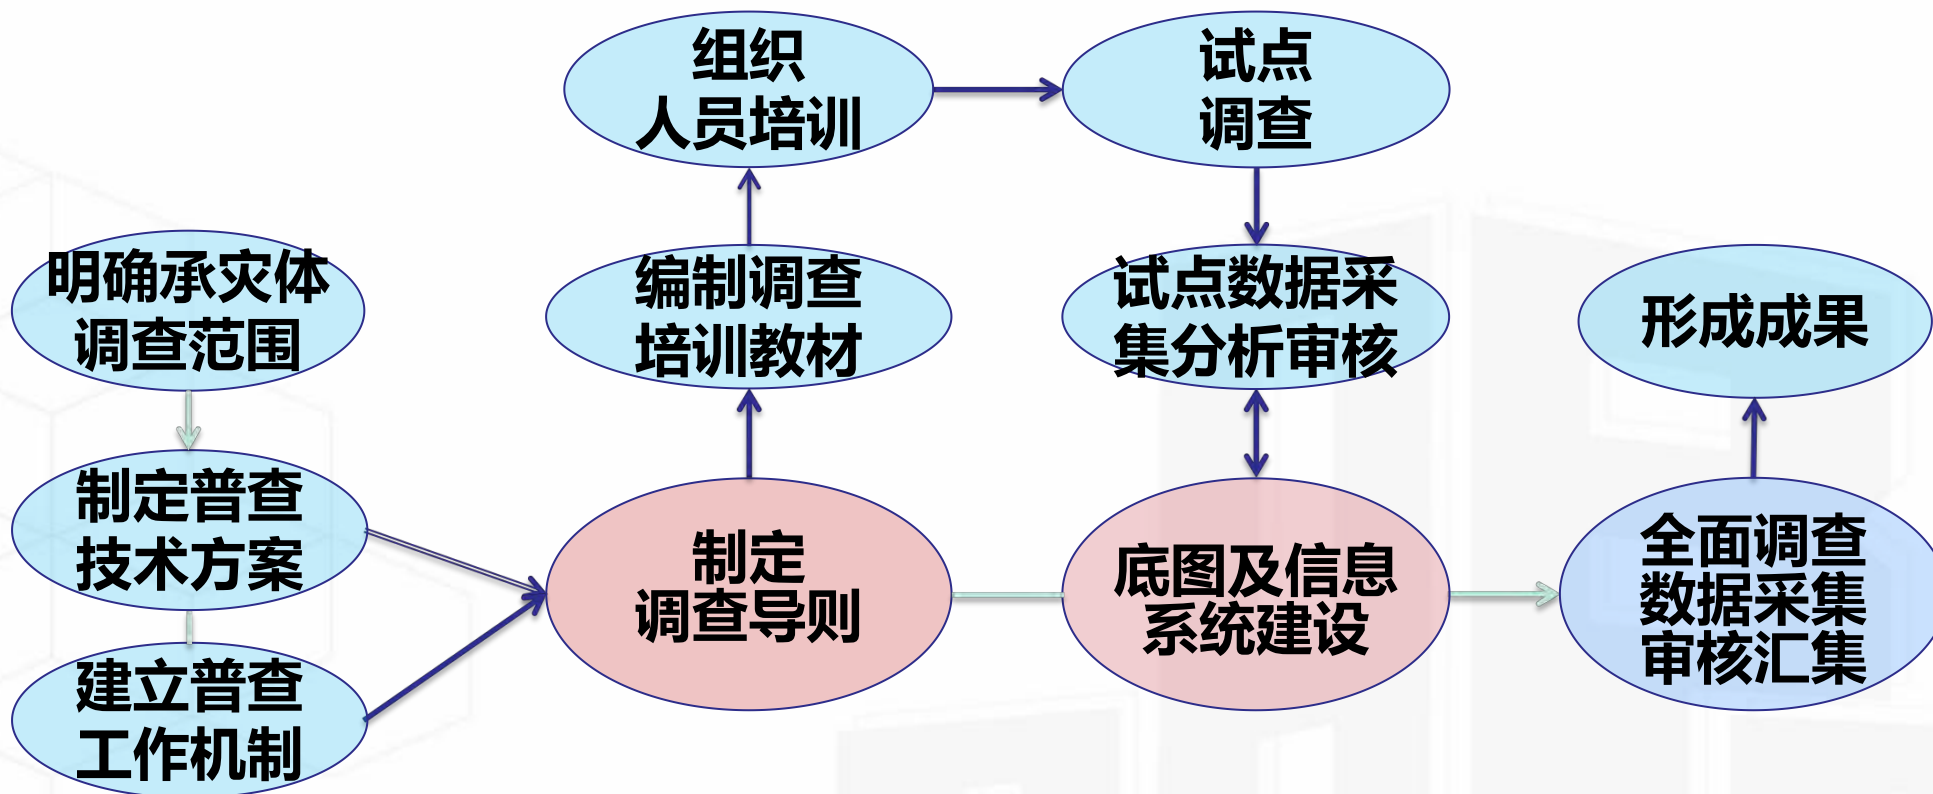 组织
人员培训
试点
调查
明确承灾体
调查范围
编制调查
培训教材
试点数据采
集分析审核
形成成果
制定普查
技术方案
制定
调查导则
底图及信息
系统建设
全面调查
数据采集
审核汇集
建立普查
工作机制